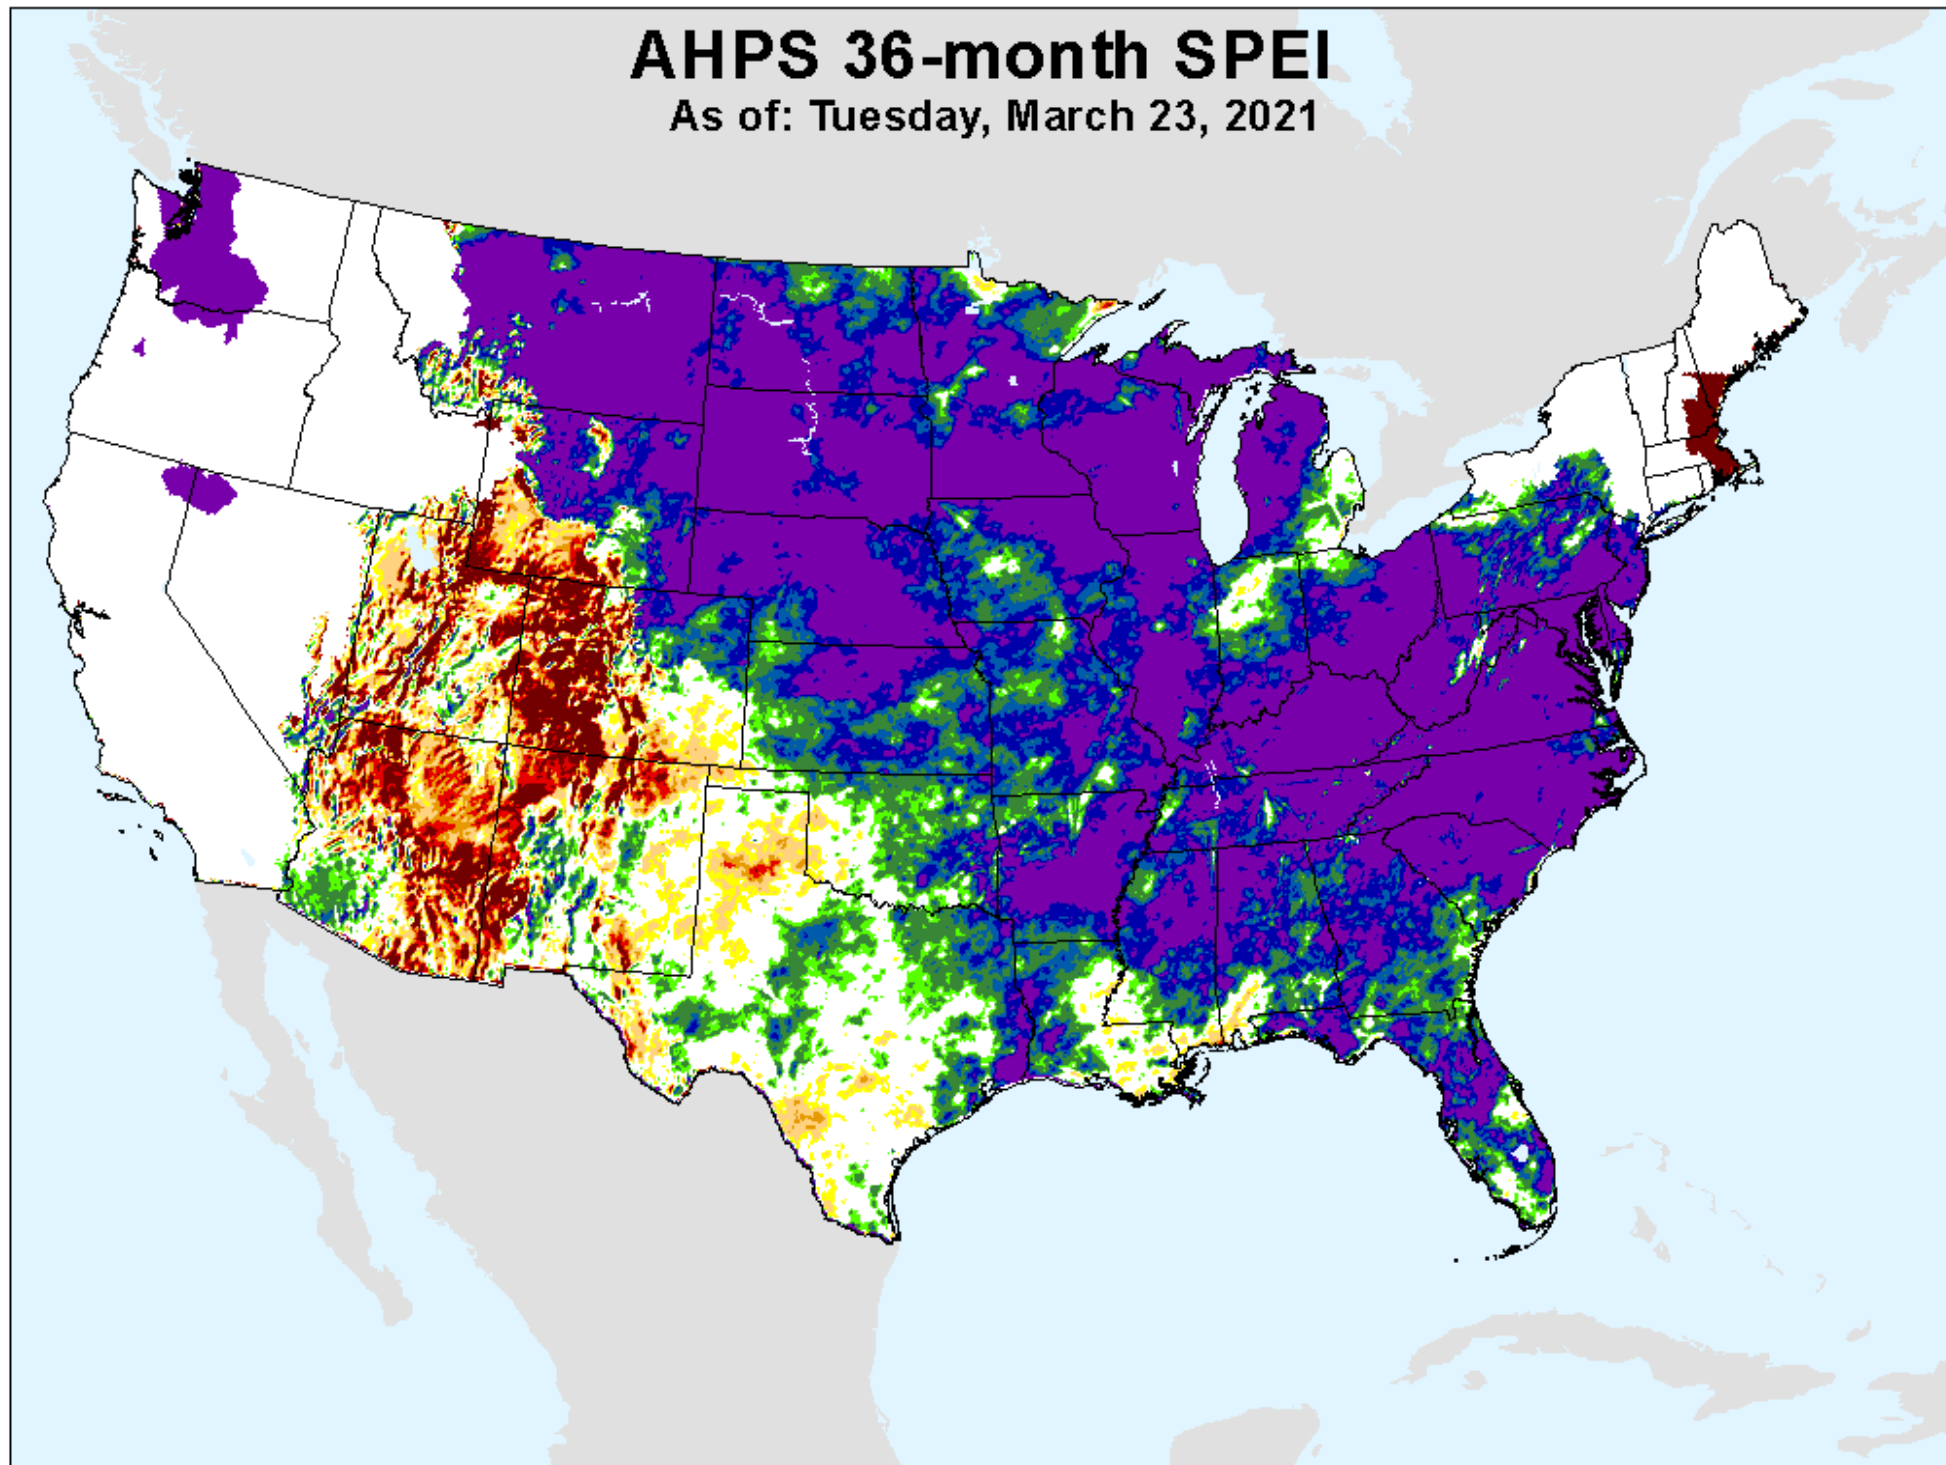 AHPS 36-month SPEI
As of: Tuesday, March 23, 2021